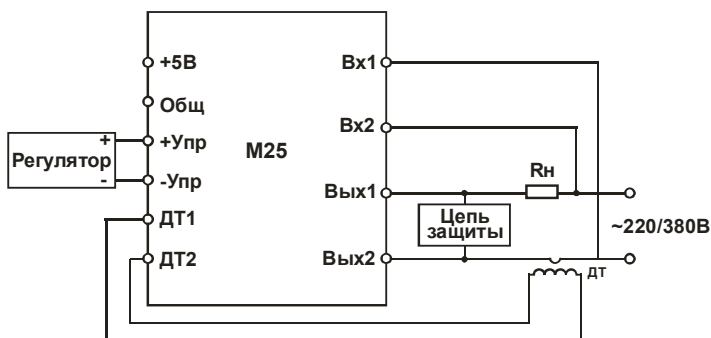 +5В
Вх1
Общ
Вх2
+
+Упр
Регулятор
М25
Rн
-
-Упр
Вых1
Цепь
защиты
~220/380В
ДТ1
ДТ2
Вых2
ДТ